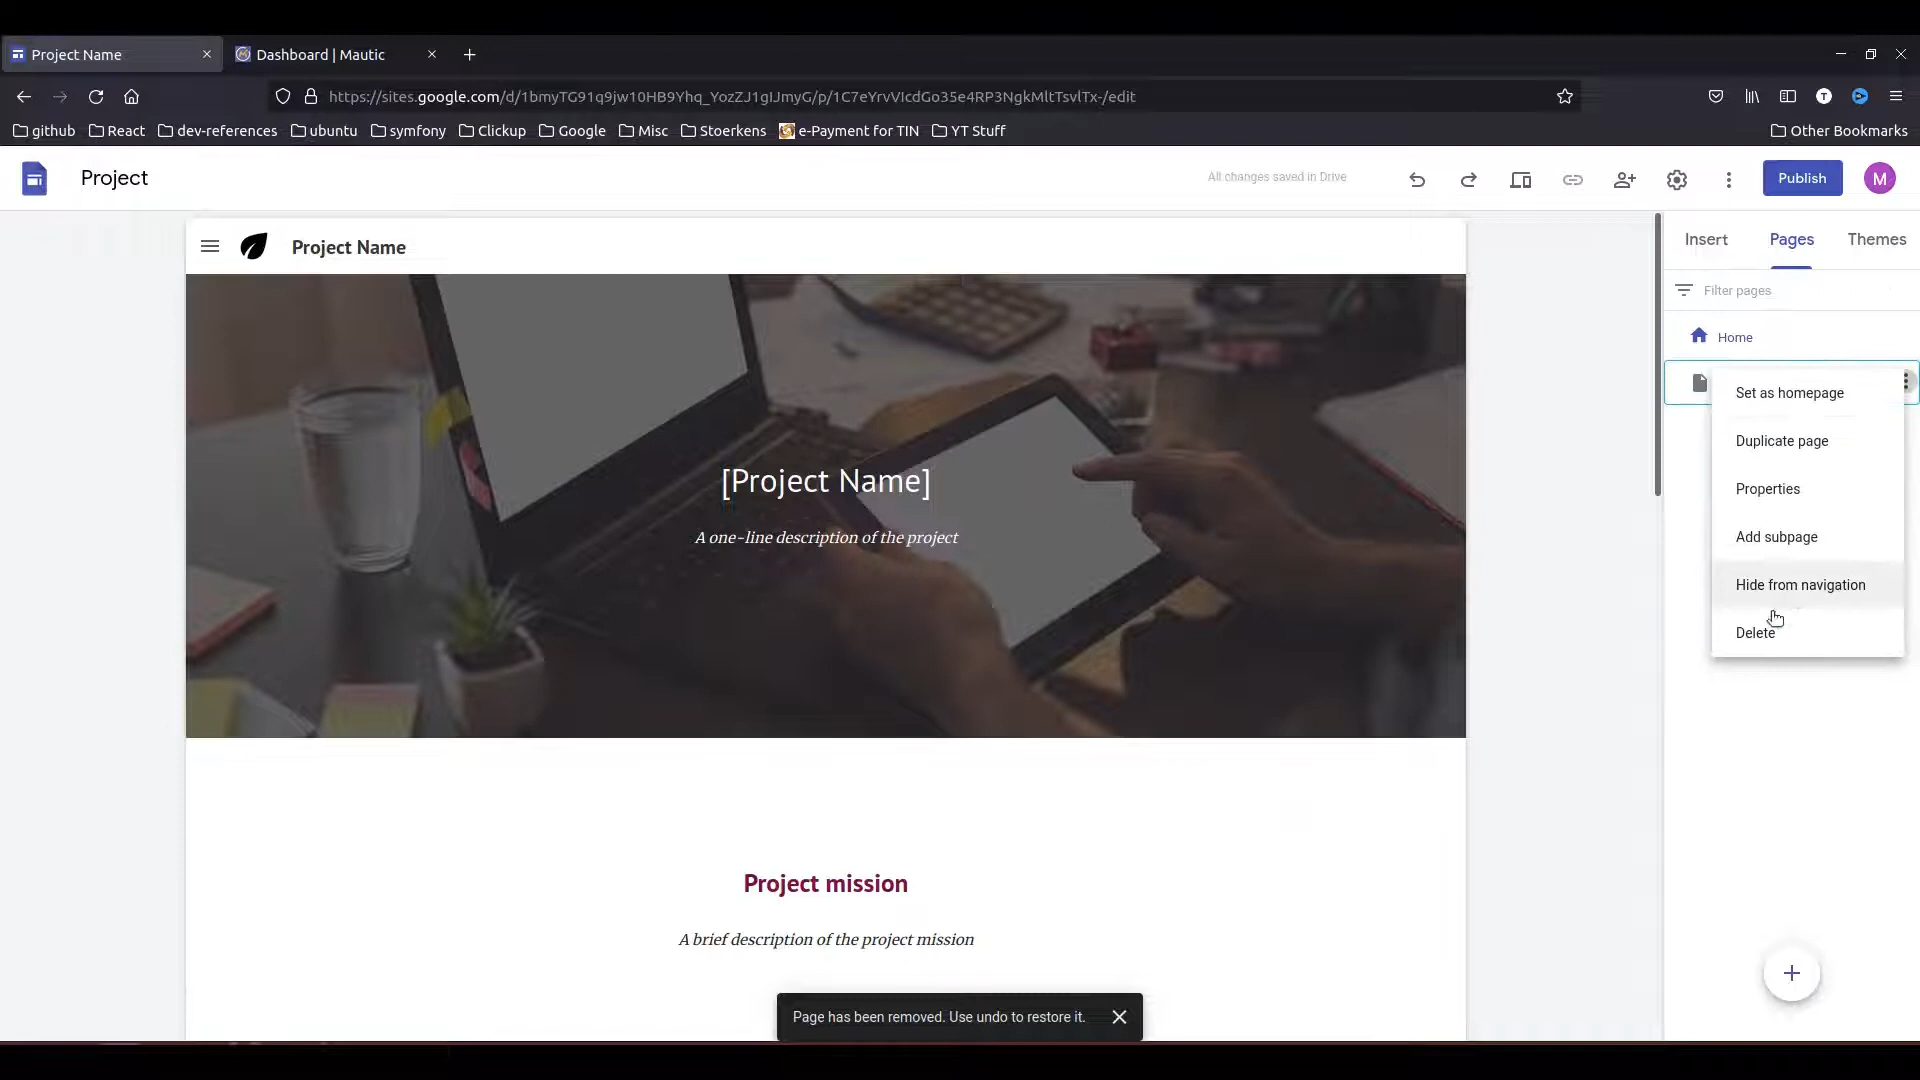 Project Name
Dashboard | Mautic
https://sites.google.com/d/1bmyTG91q9jw10HB9Yhq_YozZJ1gIJmyG/p/1C7eYrvVIcdGo35e4RP3NgkMltTsvlTx-/edit
github React dev-references ubuntu symfony Clickup Google Misc Stoerkens e-Payment for TIN YT Stuff Other Bookmarks
Project
All changes saved in Drive
Publish
M
Insert Pages Themes
Filter pages
Home
Set as homepage
Duplicate page
Properties
Add subpage
Hide from navigation
Delete
Project Name
[Project Name]
A one-line description of the project
Project mission
A brief description of the project mission
Page has been removed. Use undo to restore it.